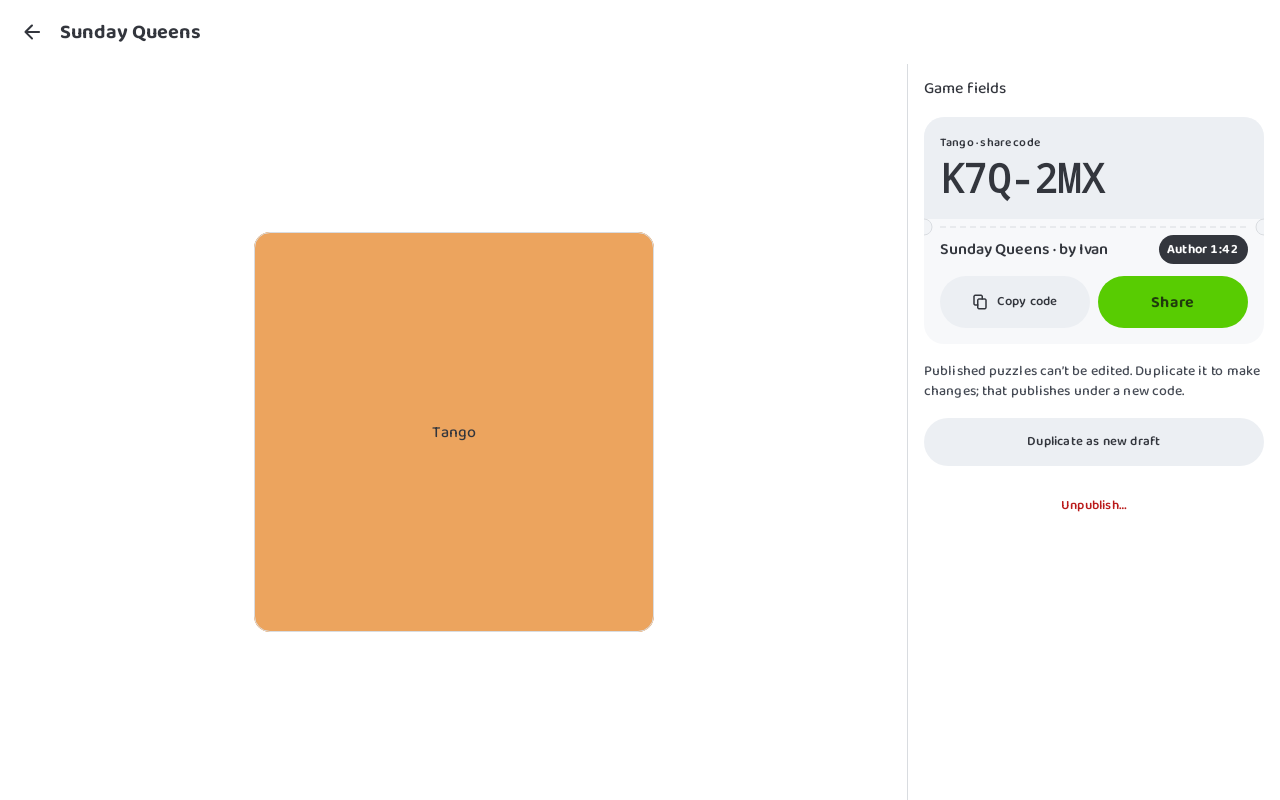 Sunday Queens
Game fields
Tango · share code
K7Q-2MX
Sunday Queens · by Ivan
Author 1:42
Copy code
Share
Published puzzles can't be edited. Duplicate it to make
changes; that publishes under a new code.
Tango
Duplicate as new draft
Unpublish…